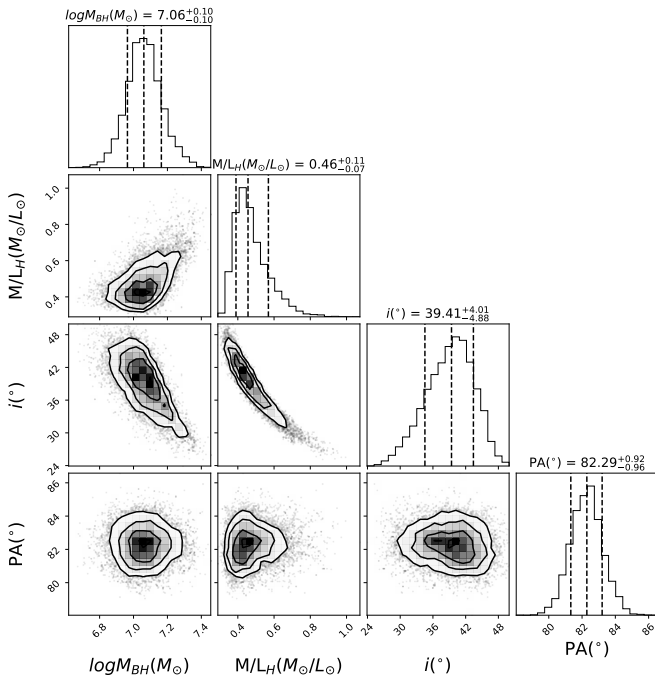 logM_BH(M_⊙) = 7.06^{+0.10}_{−0.10}
M/L_H(M_⊙/L_⊙) = 0.46^{+0.11}_{−0.07}
M/L_H(M_⊙/L_⊙)
1.0
0.8
0.6
0.4
i(°) = 39.41^{+4.01}_{−4.88}
i(°)
48
42
36
30
24
PA(°) = 82.29^{+0.92}_{−0.96}
PA(°)
86
84
82
80
6.8 7.0 7.2 7.4
0.4 0.6 0.8 1.0
24 30 36 42 48
80 82 84 86
logM_BH(M_⊙) M/L_H(M_⊙/L_⊙) i(°) PA(°)